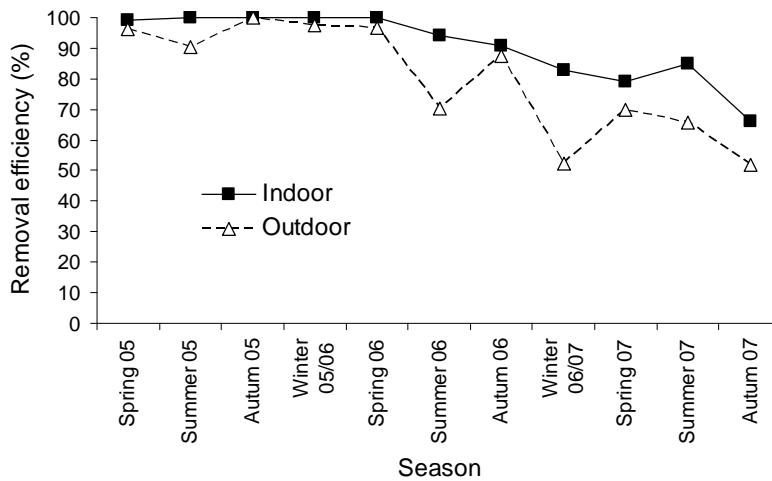 Removal efficiency (%)
100
90
80
70
60
50
40
30
20
10
0
Indoor
Outdoor
Spring 05
Summer 05
Autum 05
Winter
05/06
Spring 06
Summer 06
Autum 06
Winter
06/07
Spring 07
Summer 07
Autum 07
Season